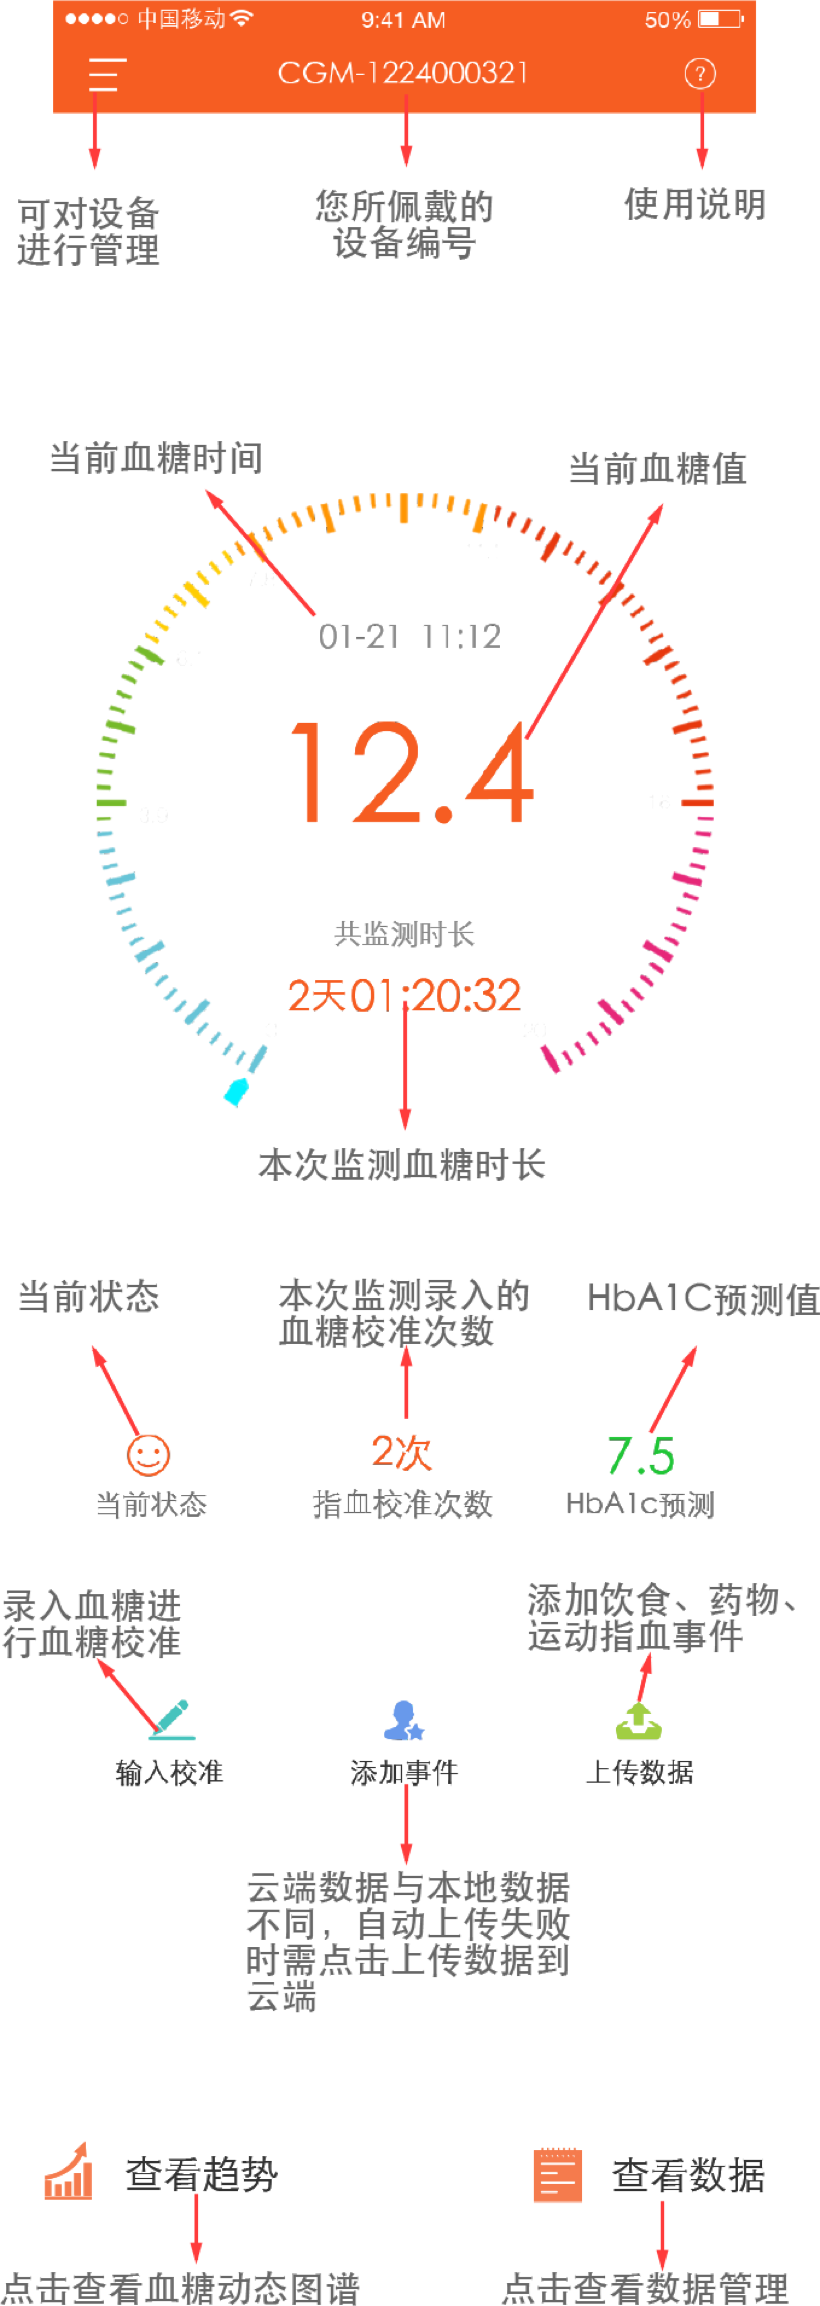 中国移动 9:41 AM 50%
CGM-1224000321 ?
可对设备
进行管理
您所佩戴的
设备编号
使用说明
当前血糖时间
当前血糖值
01-21 11:12
12.4
共监测时长
2天01:20:32
本次监测血糖时长
当前状态
本次监测录入的
血糖校准次数
HbA1C预测值
2次
7.5
当前状态
指血校准次数
HbA1c预测
录入血糖进
行血糖校准
添加饮食、药物、
运动指血事件
输入校准
添加事件
上传数据
云端数据与本地数据
不同，自动上传失败
时需点击上传数据到
云端
查看趋势
查看数据
点击查看血糖动态图谱
点击查看数据管理